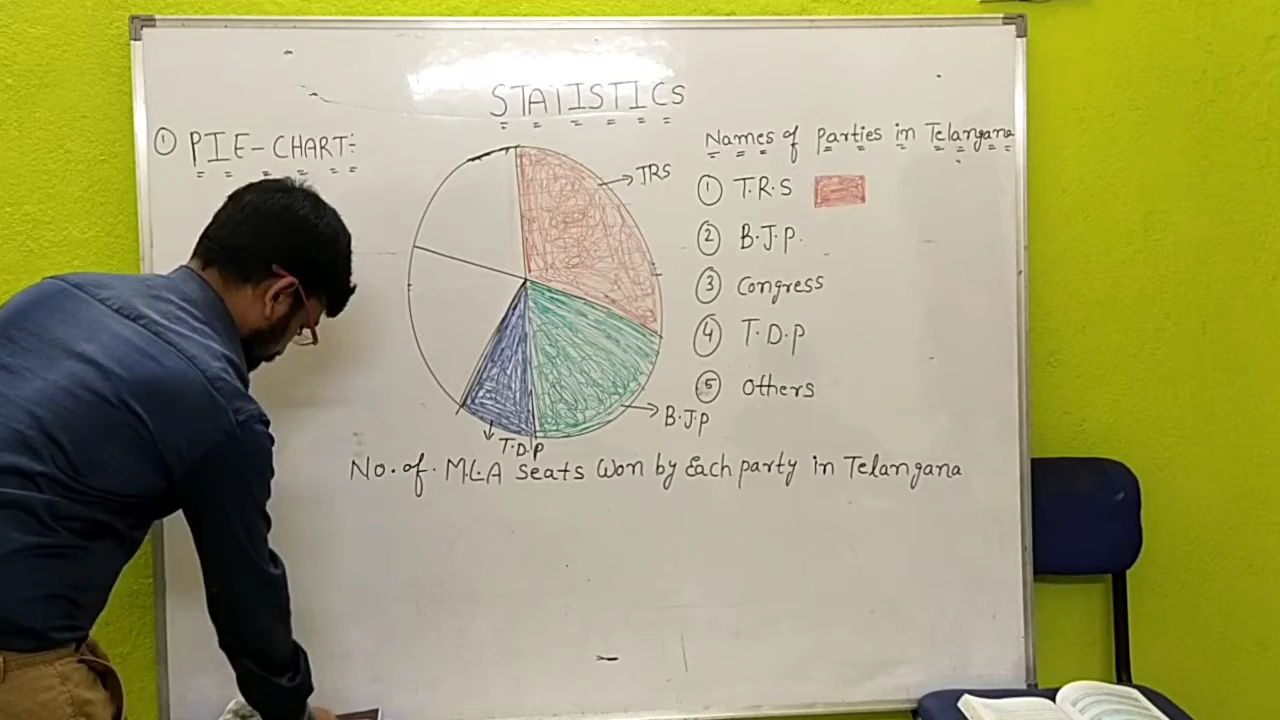 STATISTICS
① PIE-CHART:
Names of Parties in Telangana
TRS
① T.R.S
② B.J.P.
③ Congress
④ T.D.P
⑤ Others
B.J.P
T.D.P
No. of. M.L.A seats Won by Each party in Telangana